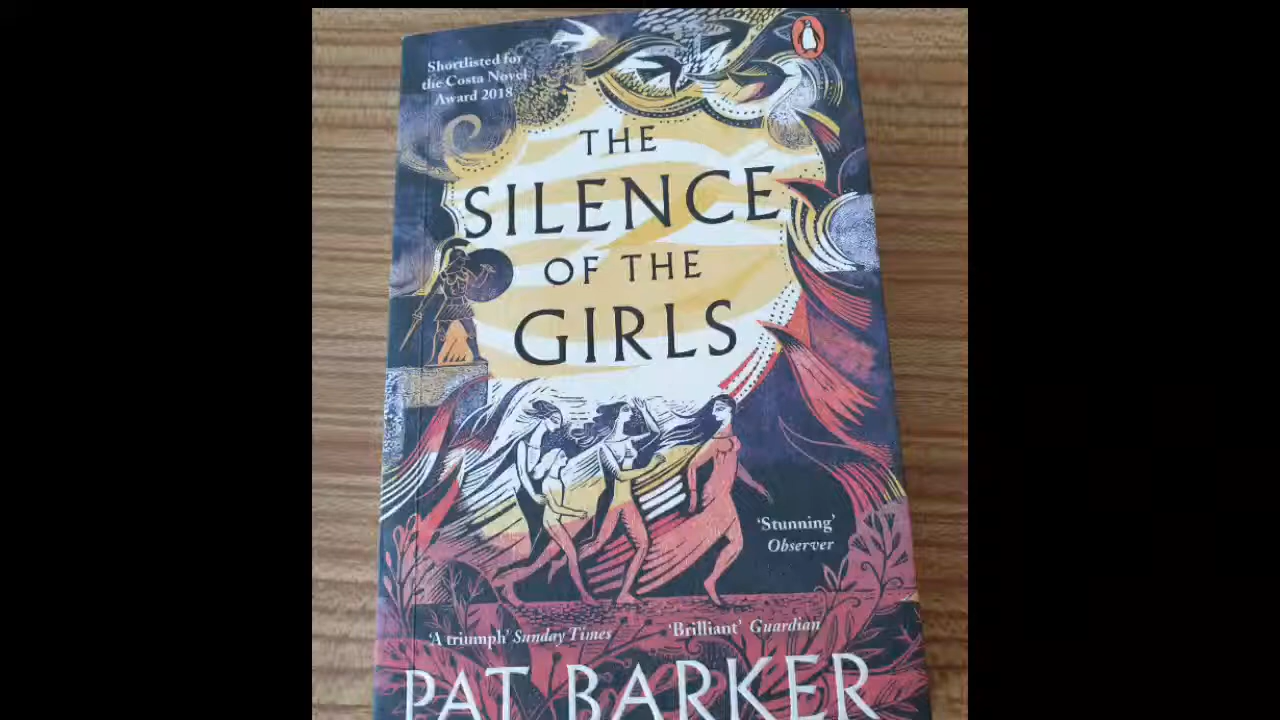 Shortlisted for
the Costa Novel
Award 2018
THE
SILENCE
OF THE
GIRLS
'Stunning'
Observer
'A triumph' Sunday Times
'Brilliant' Guardian
PAT BARKER